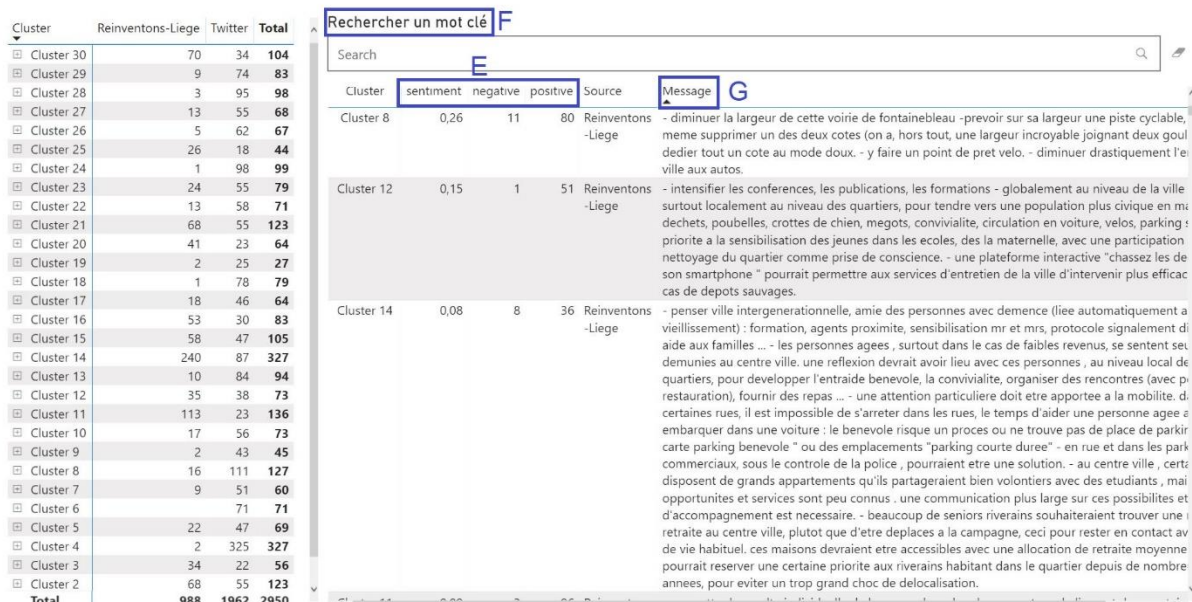 Cluster Reinventons-Liege Twitter Total
Cluster 30 70 34 104
Cluster 29 9 74 83
Cluster 28 3 95 98
Cluster 27 13 55 68
Cluster 26 5 62 67
Cluster 25 26 18 44
Cluster 24 1 98 99
Cluster 23 24 55 79
Cluster 22 13 58 71
Cluster 21 68 55 123
Cluster 20 41 23 64
Cluster 19 2 25 27
Cluster 18 1 78 79
Cluster 17 18 46 64
Cluster 16 53 30 83
Cluster 15 58 47 105
Cluster 14 240 87 327
Cluster 13 10 84 94
Cluster 12 35 38 73
Cluster 11 113 23 136
Cluster 10 17 56 73
Cluster 9 2 43 45
Cluster 8 16 111 127
Cluster 7 9 51 60
Cluster 6 71 71
Cluster 5 22 47 69
Cluster 4 2 325 327
Cluster 3 34 22 56
Cluster 2 68 55 123
Total 988 1962 2950
Rechercher un mot clé F
Search
E
Cluster sentiment negative positive Source Message G
Cluster 8 0,26 11 80 Reinventons - diminuer la largeur de cette voirie de fontainebleau -prevoir sur sa largeur une piste cyclable,
-Liege meme supprimer un des deux cotes (on a, hors tout, une largeur incroyable joignant deux goul
dedier tout un cote au mode doux. - y faire un point de pret velo. - diminuer drastiquement l'e
ville aux autos.
Cluster 12 0,15 1 51 Reinventons - intensifier les conferences, les publications, les formations - globalement au niveau de la ville
-Liege surtout localement au niveau des quartiers, pour tendre vers une population plus civique en ma
dechets, poubelles, crottes de chien, megots, convivialite, circulation en voiture, velos, parking s
priorite a la sensibilisation des jeunes dans les ecoles, des la maternelle, avec une participation
nettoyage du quartier comme prise de conscience. - une plateforme interactive "chassez les de
son smartphone " pourrait permettre aux services d'entretien de la ville d'intervenir plus efficac
cas de depots sauvages.
Cluster 14 0,08 8 36 Reinventons - penser ville intergenerationnelle, amie des personnes avec demence (liee automatiquement a
-Liege vieillissement) : formation, agents proximite, sensibilisation mr et mrs, protocole signalement di
aide aux familles ... - les personnes agees , surtout dans le cas de faibles revenus, se sentent seu
demunies au centre ville. une reflexion devrait avoir lieu avec ces personnes , au niveau local de
quartiers, pour developper l'entraide benevole, la convivialite, organiser des rencontres (avec p
restauration), fournir des repas ... - une attention particuliere doit etre apportee a la mobilite. d
certaines rues, il est impossible de s'arreter dans les rues, le temps d'aider une personne agee a
embarquer dans une voiture : le benevole risque un proces ou ne trouve pas de place de parkin
carte parking benevole " ou des emplacements "parking courte duree" - en rue et dans les park
commerciaux, sous le controle de la police , pourraient etre une solution. - au centre ville , certa
disposent de grands appartements qu'ils partageraient bien volontiers avec des etudiants , mai
opportunites et services sont peu connus . une communication plus large sur ces possibilites et
d'accompagnement est necessaire. - beaucoup de seniors riverains souhaiteraient trouver une
retraite au centre ville, plutot que d'etre deplaces a la campagne, ceci pour rester en contact av
de vie habituel. ces maisons devraient etre accessibles avec une allocation de retraite moyenne
pourrait reserver une certaine priorite aux riverains habitant dans le quartier depuis de nombre
annees, pour eviter un trop grand choc de delocalisation.